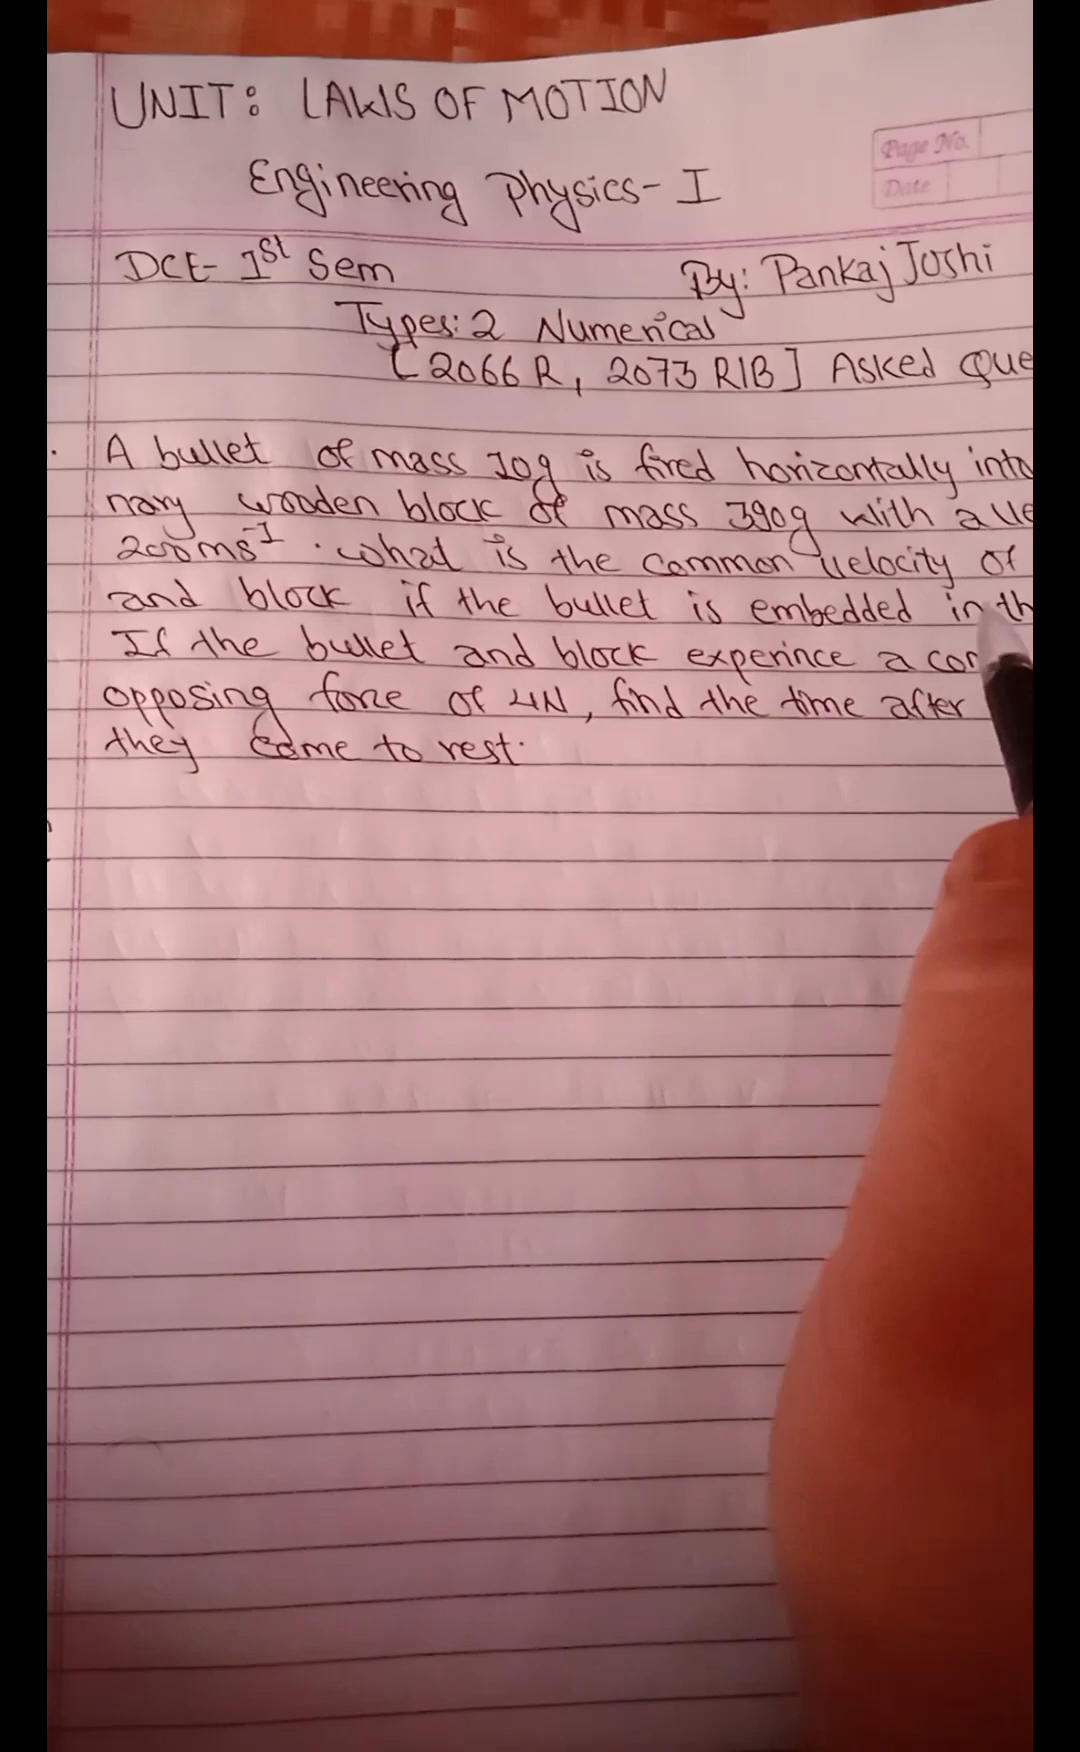 UNIT: LAWS OF MOTION
Page No.
Engineering Physics-I
Date
DCE- 1st Sem
By: Pankaj Joshi
Types: 2 Numerical
[2066 R, 2073 R/B] Asked Que
A bullet of mass 10g is fired horizontally into
nary wooden block of mass 390g with a ve
200ms-1. what is the common velocity of
and block if the bullet is embedded in th
If the bullet and block experince a con
opposing force of 4N, find the time after
they came to rest.